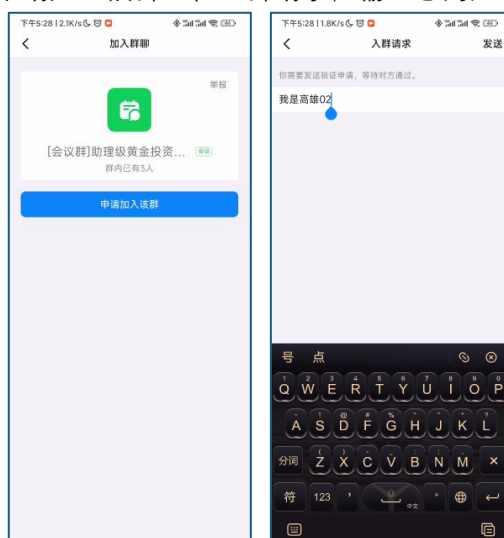 下午5:28 | 2.1K/s
加入群聊
举报
[会议群]助理级黄金投资...
群内已有3人
申请加入该群
下午5:28 | 1.8K/s
入群请求
发送
你需要发送验证申请，等待对方通过。
我是高雄02
号 点
Q W E R T Y U I O P
A S D F G H J K L
分词 Z X C V B N M
符 123 , 中文 °